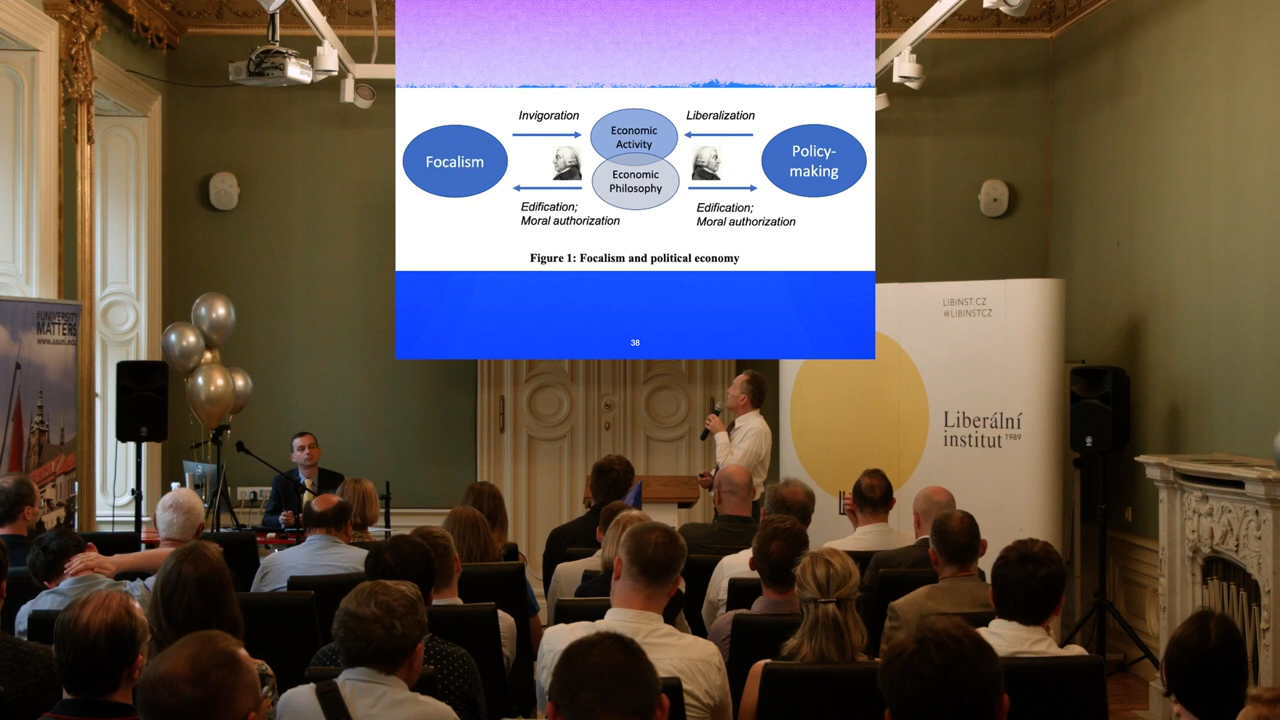 Invigoration
Liberalization
Economic
Activity
Focalism
Policy-
making
Economic
Philosophy
Edification;
Moral authorization
Edification;
Moral authorization
Figure 1: Focalism and political economy
38
#UNIVERSITY
MATTERS
LIBINST.CZ
@LIBINSTCZ
Liberální
institut 1989